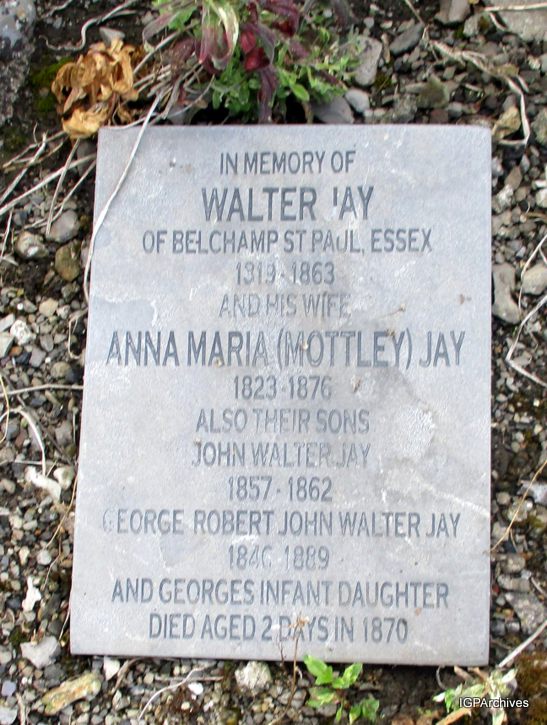 IN MEMORY OF
WALTER JAY
OF BELCHAMP ST PAUL, ESSEX
1819-1863
AND HIS WIFE
ANNA MARIA (MOTTLEY) JAY
1823-1876
ALSO THEIR SONS
JOHN WALTER JAY
1857-1862
GEORGE ROBERT JOHN WALTER JAY
1846-1889
AND GEORGES INFANT DAUGHTER
DIED AGED 2 DAYS IN 1870
IGPArchives